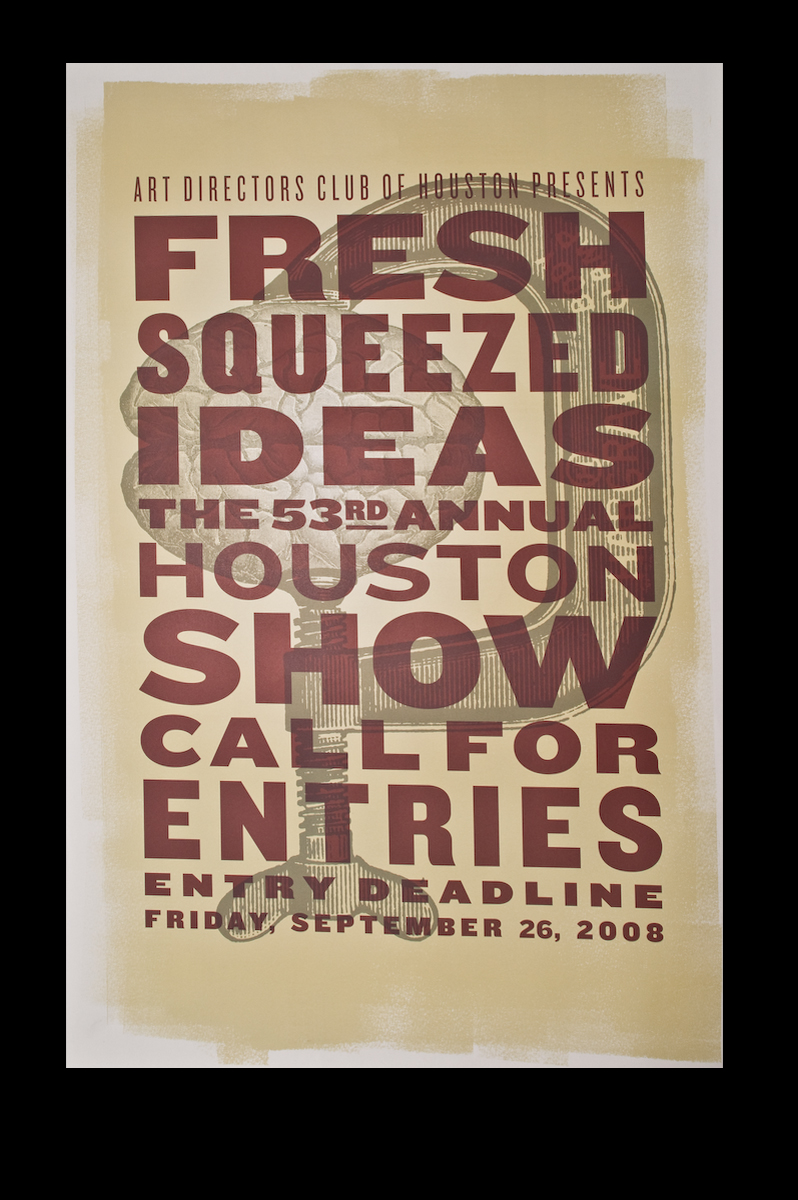 ART DIRECTORS CLUB OF HOUSTON PRESENTS
FRESH
SQUEEZED
IDEAS
THE 53RD ANNUAL
HOUSTON
SHOW
CALL FOR
ENTRIES
ENTRY DEADLINE
FRIDAY, SEPTEMBER 26, 2008